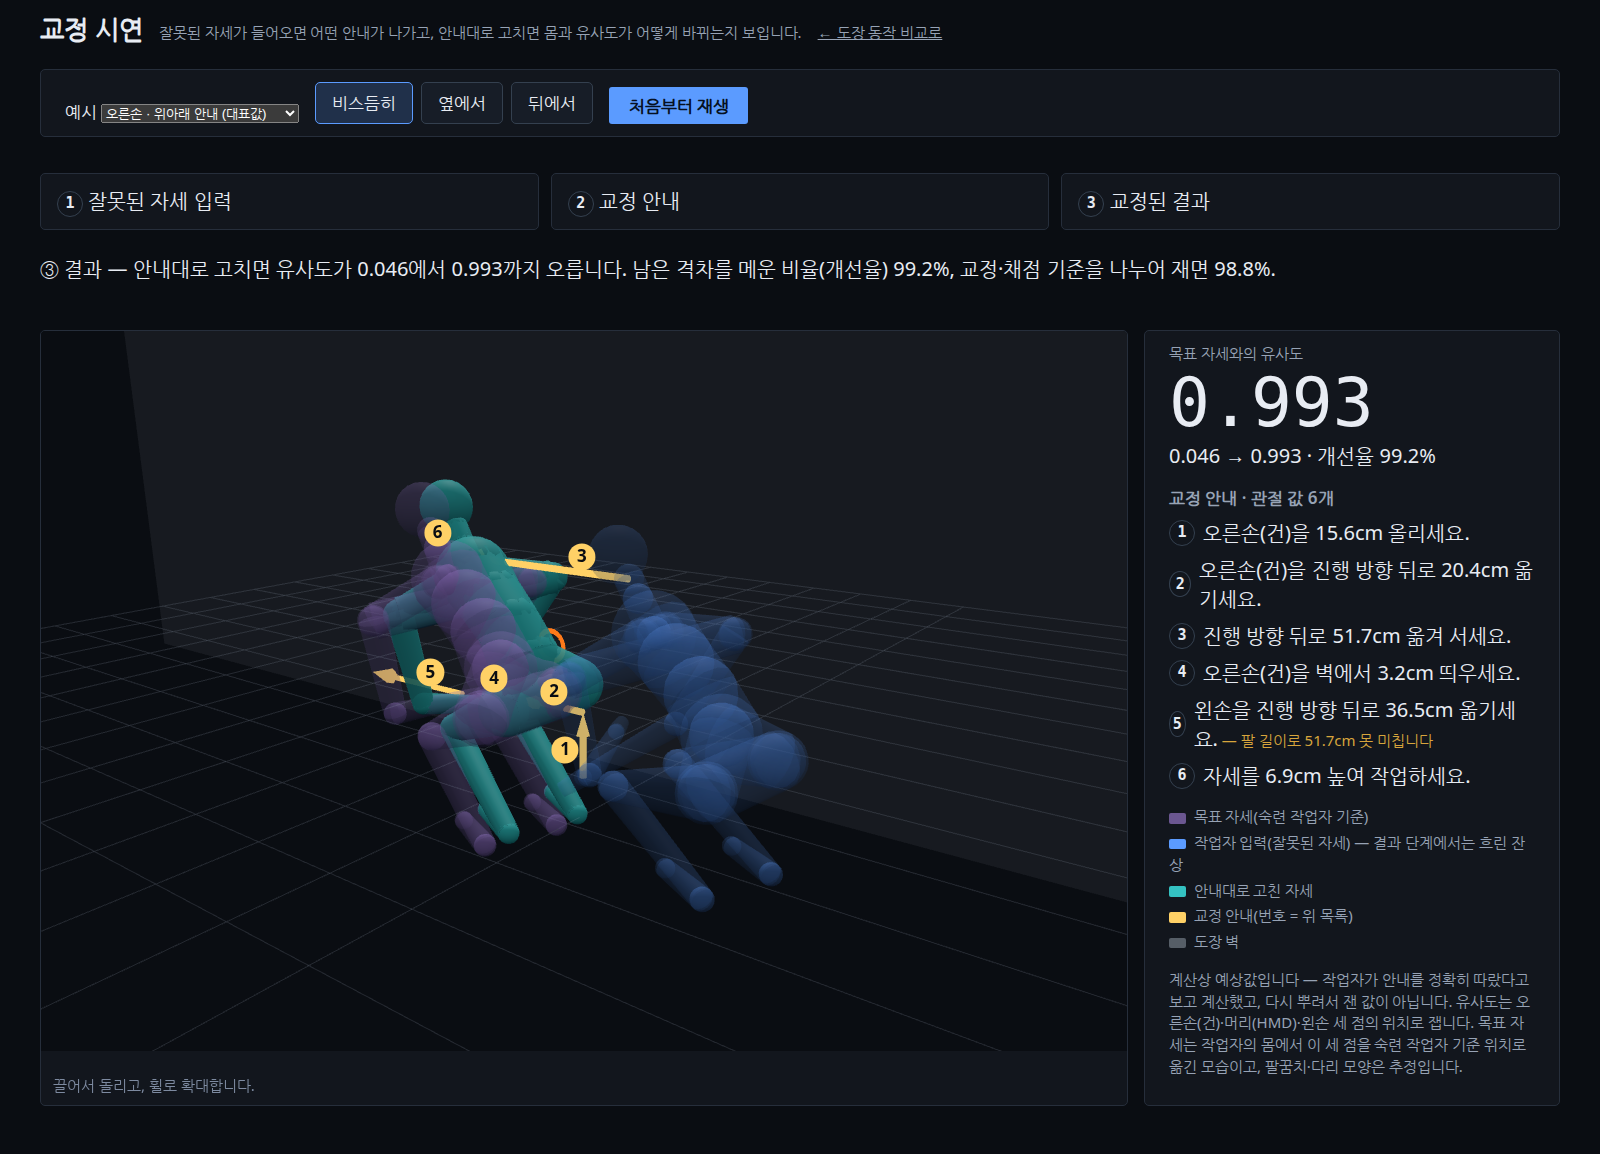 교정 시연 잘못된 자세가 들어오면 어떤 안내가 나가고, 안내대로 고치면 몸과 유사도가 어떻게 바뀌는지 보입니다. ← 도장 동작 비교로
예시 오른손 · 위아래 안내 (대표값) 비스듬히 옆에서 뒤에서 처음부터 재생
1 잘못된 자세 입력
2 교정 안내
3 교정된 결과
③ 결과 — 안내대로 고치면 유사도가 0.046에서 0.993까지 오릅니다. 남은 격차를 메운 비율(개선율) 99.2%, 교정·채점 기준을 나누어 재면 98.8%.
6
3
5
4
2
1
끌어서 돌리고, 휠로 확대합니다.
목표 자세와의 유사도
0.993
0.046 → 0.993 · 개선율 99.2%
교정 안내 · 관절 값 6개
1 오른손(건)을 15.6cm 올리세요.
2 오른손(건)을 진행 방향 뒤로 20.4cm 옮
기세요.
3 진행 방향 뒤로 51.7cm 옮겨 서세요.
4 오른손(건)을 벽에서 3.2cm 띄우세요.
5 왼손을 진행 방향 뒤로 36.5cm 옮기세
요. — 팔 길이로 51.7cm 못 미칩니다
6 자세를 6.9cm 높여 작업하세요.
목표 자세(숙련 작업자 기준)
작업자 입력(잘못된 자세) — 결과 단계에서는 흐린 잔
상
안내대로 고친 자세
교정 안내(번호 = 위 목록)
도장 벽
계산상 예상값입니다 — 작업자가 안내를 정확히 따랐다고
보고 계산했고, 다시 뿌려서 잰 값이 아닙니다. 유사도는 오
른손(건)·머리(HMD)·왼손 세 점의 위치로 잽니다. 목표 자
세는 작업자의 몸에서 이 세 점을 숙련 작업자 기준 위치로
옮긴 모습이고, 팔꿈치·다리 모양은 추정입니다.